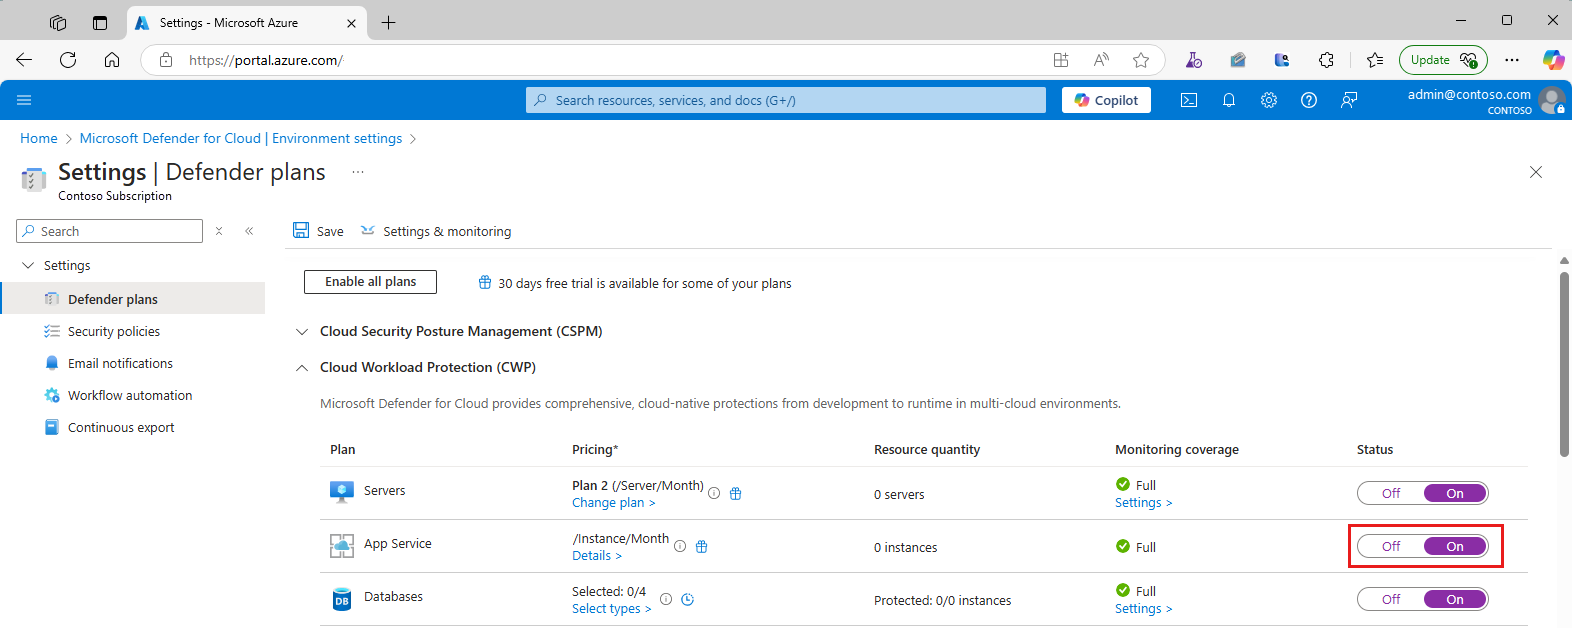 Settings - Microsoft Azure
https://portal.azure.com/
Update
Search resources, services, and docs (G+/)
Copilot
admin@contoso.com
CONTOSO
Home > Microsoft Defender for Cloud | Environment settings >
Settings | Defender plans ...
Contoso Subscription
Search
Settings
Defender plans
Security policies
Email notifications
Workflow automation
Continuous export
Save
Settings & monitoring
Enable all plans
30 days free trial is available for some of your plans
Cloud Security Posture Management (CSPM)
Cloud Workload Protection (CWP)
Microsoft Defender for Cloud provides comprehensive, cloud-native protections from development to runtime in multi-cloud environments.
Plan Pricing* Resource quantity Monitoring coverage Status
Servers
Plan 2 (/Server/Month)
Change plan >
0 servers
Full
Settings >
Off On
App Service
/Instance/Month
Details >
0 instances
Full
Off On
DB
Databases
Selected: 0/4
Select types >
Protected: 0/0 instances
Full
Settings >
Off On